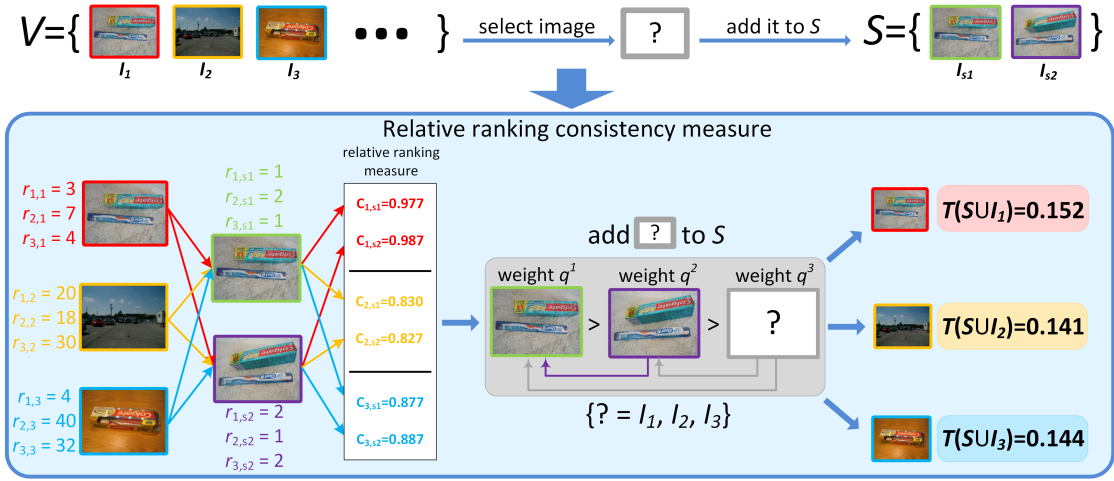 V={ I1 I2 I3 ••• } select image ? add it to S S={ Is1 Is2 }
Relative ranking consistency measure
relative ranking
measure
r1,1 = 3
r2,1 = 7
r3,1 = 4
r1,2 = 20
r2,2 = 18
r3,2 = 30
r1,3 = 4
r2,3 = 40
r3,3 = 32
r1,s1 = 1
r2,s1 = 2
r3,s1 = 1
r1,s2 = 2
r2,s2 = 1
r3,s2 = 2
C1,s1=0.977
C1,s2=0.987
C2,s1=0.830
C2,s2=0.827
C3,s1=0.877
C3,s2=0.887
add ? to S
weight q1 weight q2 weight q3
> > ?
{? = I1, I2, I3}
T(S∪I1)=0.152
T(S∪I2)=0.141
T(S∪I3)=0.144
Colgate